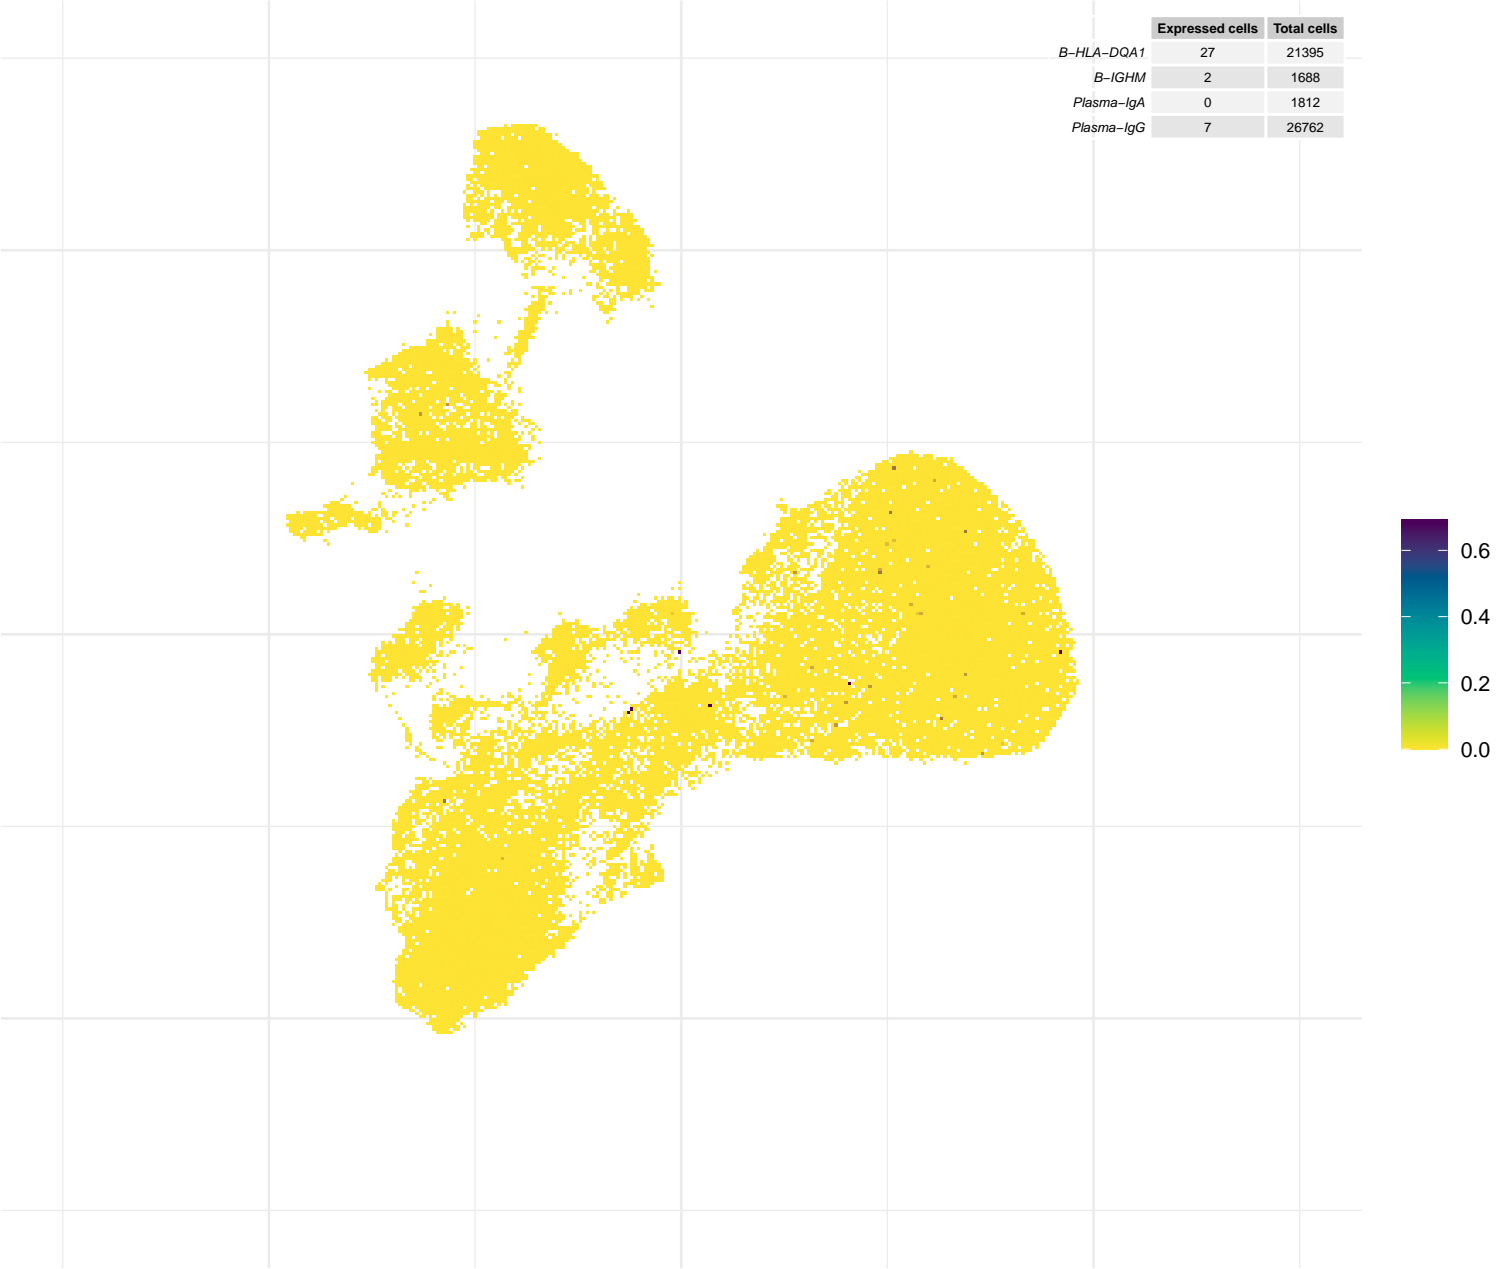 Expressed cells Total cells
B−HLA−DQA1 27 21395
B−IGHM 2 1688
Plasma−IgA 0 1812
Plasma−IgG 7 26762
0.6
0.4
0.2
0.0